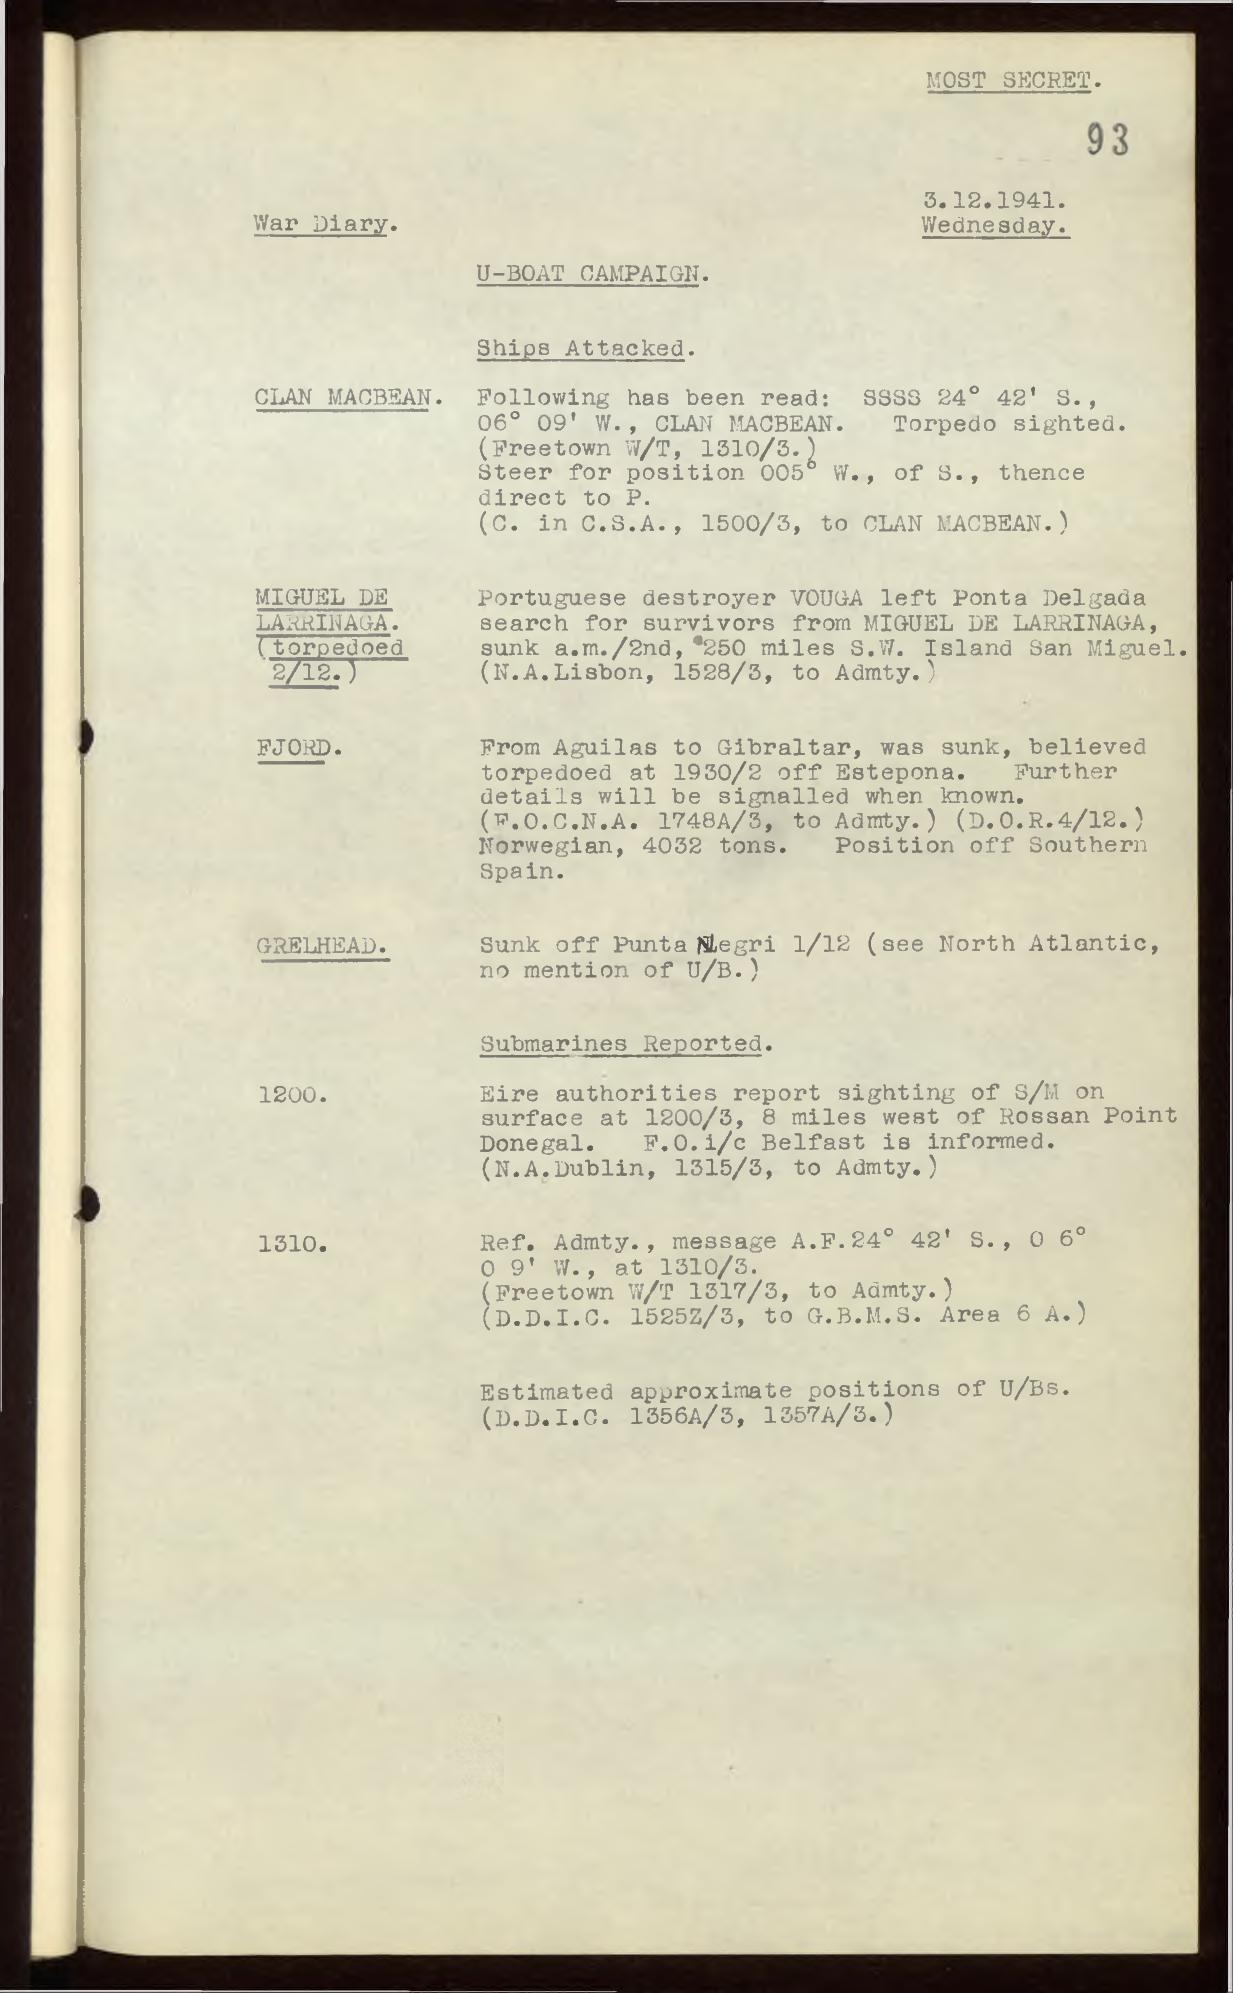 MOST SECRET.
93
3.12.1941.
War Diary.
Wednesday.
U-BOAT CAMPAIGN.
Ships Attacked.
CLAN MACBEAN. Following has been read: SSSS 24° 42' S.,
06° 09' W., CLAN MACBEAN. Torpedo sighted.
(Freetown W/T, 1310/3.)
Steer for position 005° W., of S., thence
direct to P.
(C. in C.S.A., 1500/3, to CLAN MACBEAN.)
MIGUEL DE Portuguese destroyer VOUGA left Ponta Delgada
LARRINAGA. search for survivors from MIGUEL DE LARRINAGA,
(torpedoed sunk a.m./2nd, 250 miles S.W. Island San Miguel.
2/12.) (N.A.Lisbon, 1528/3, to Admty.)
FJORD. From Aguilas to Gibraltar, was sunk, believed
torpedoed at 1930/2 off Estepona. Further
details will be signalled when known.
(F.O.C.N.A. 1748A/3, to Admty.) (D.O.R.4/12.)
Norwegian, 4032 tons. Position off Southern
Spain.
GRELHEAD. Sunk off Punta Negri 1/12 (see North Atlantic,
no mention of U/B.)
Submarines Reported.
1200. Eire authorities report sighting of S/M on
surface at 1200/3, 8 miles west of Rossan Point
Donegal. F.O.i/c Belfast is informed.
(N.A.Dublin, 1315/3, to Admty.)
1310. Ref. Admty., message A.F.24° 42' S., 0 6°
0 9' W., at 1310/3.
(Freetown W/T 1317/3, to Admty.)
(D.D.I.C. 1525Z/3, to G.B.M.S. Area 6 A.)
Estimated approximate positions of U/Bs.
(D.D.I.C. 1356A/3, 1357A/3.)